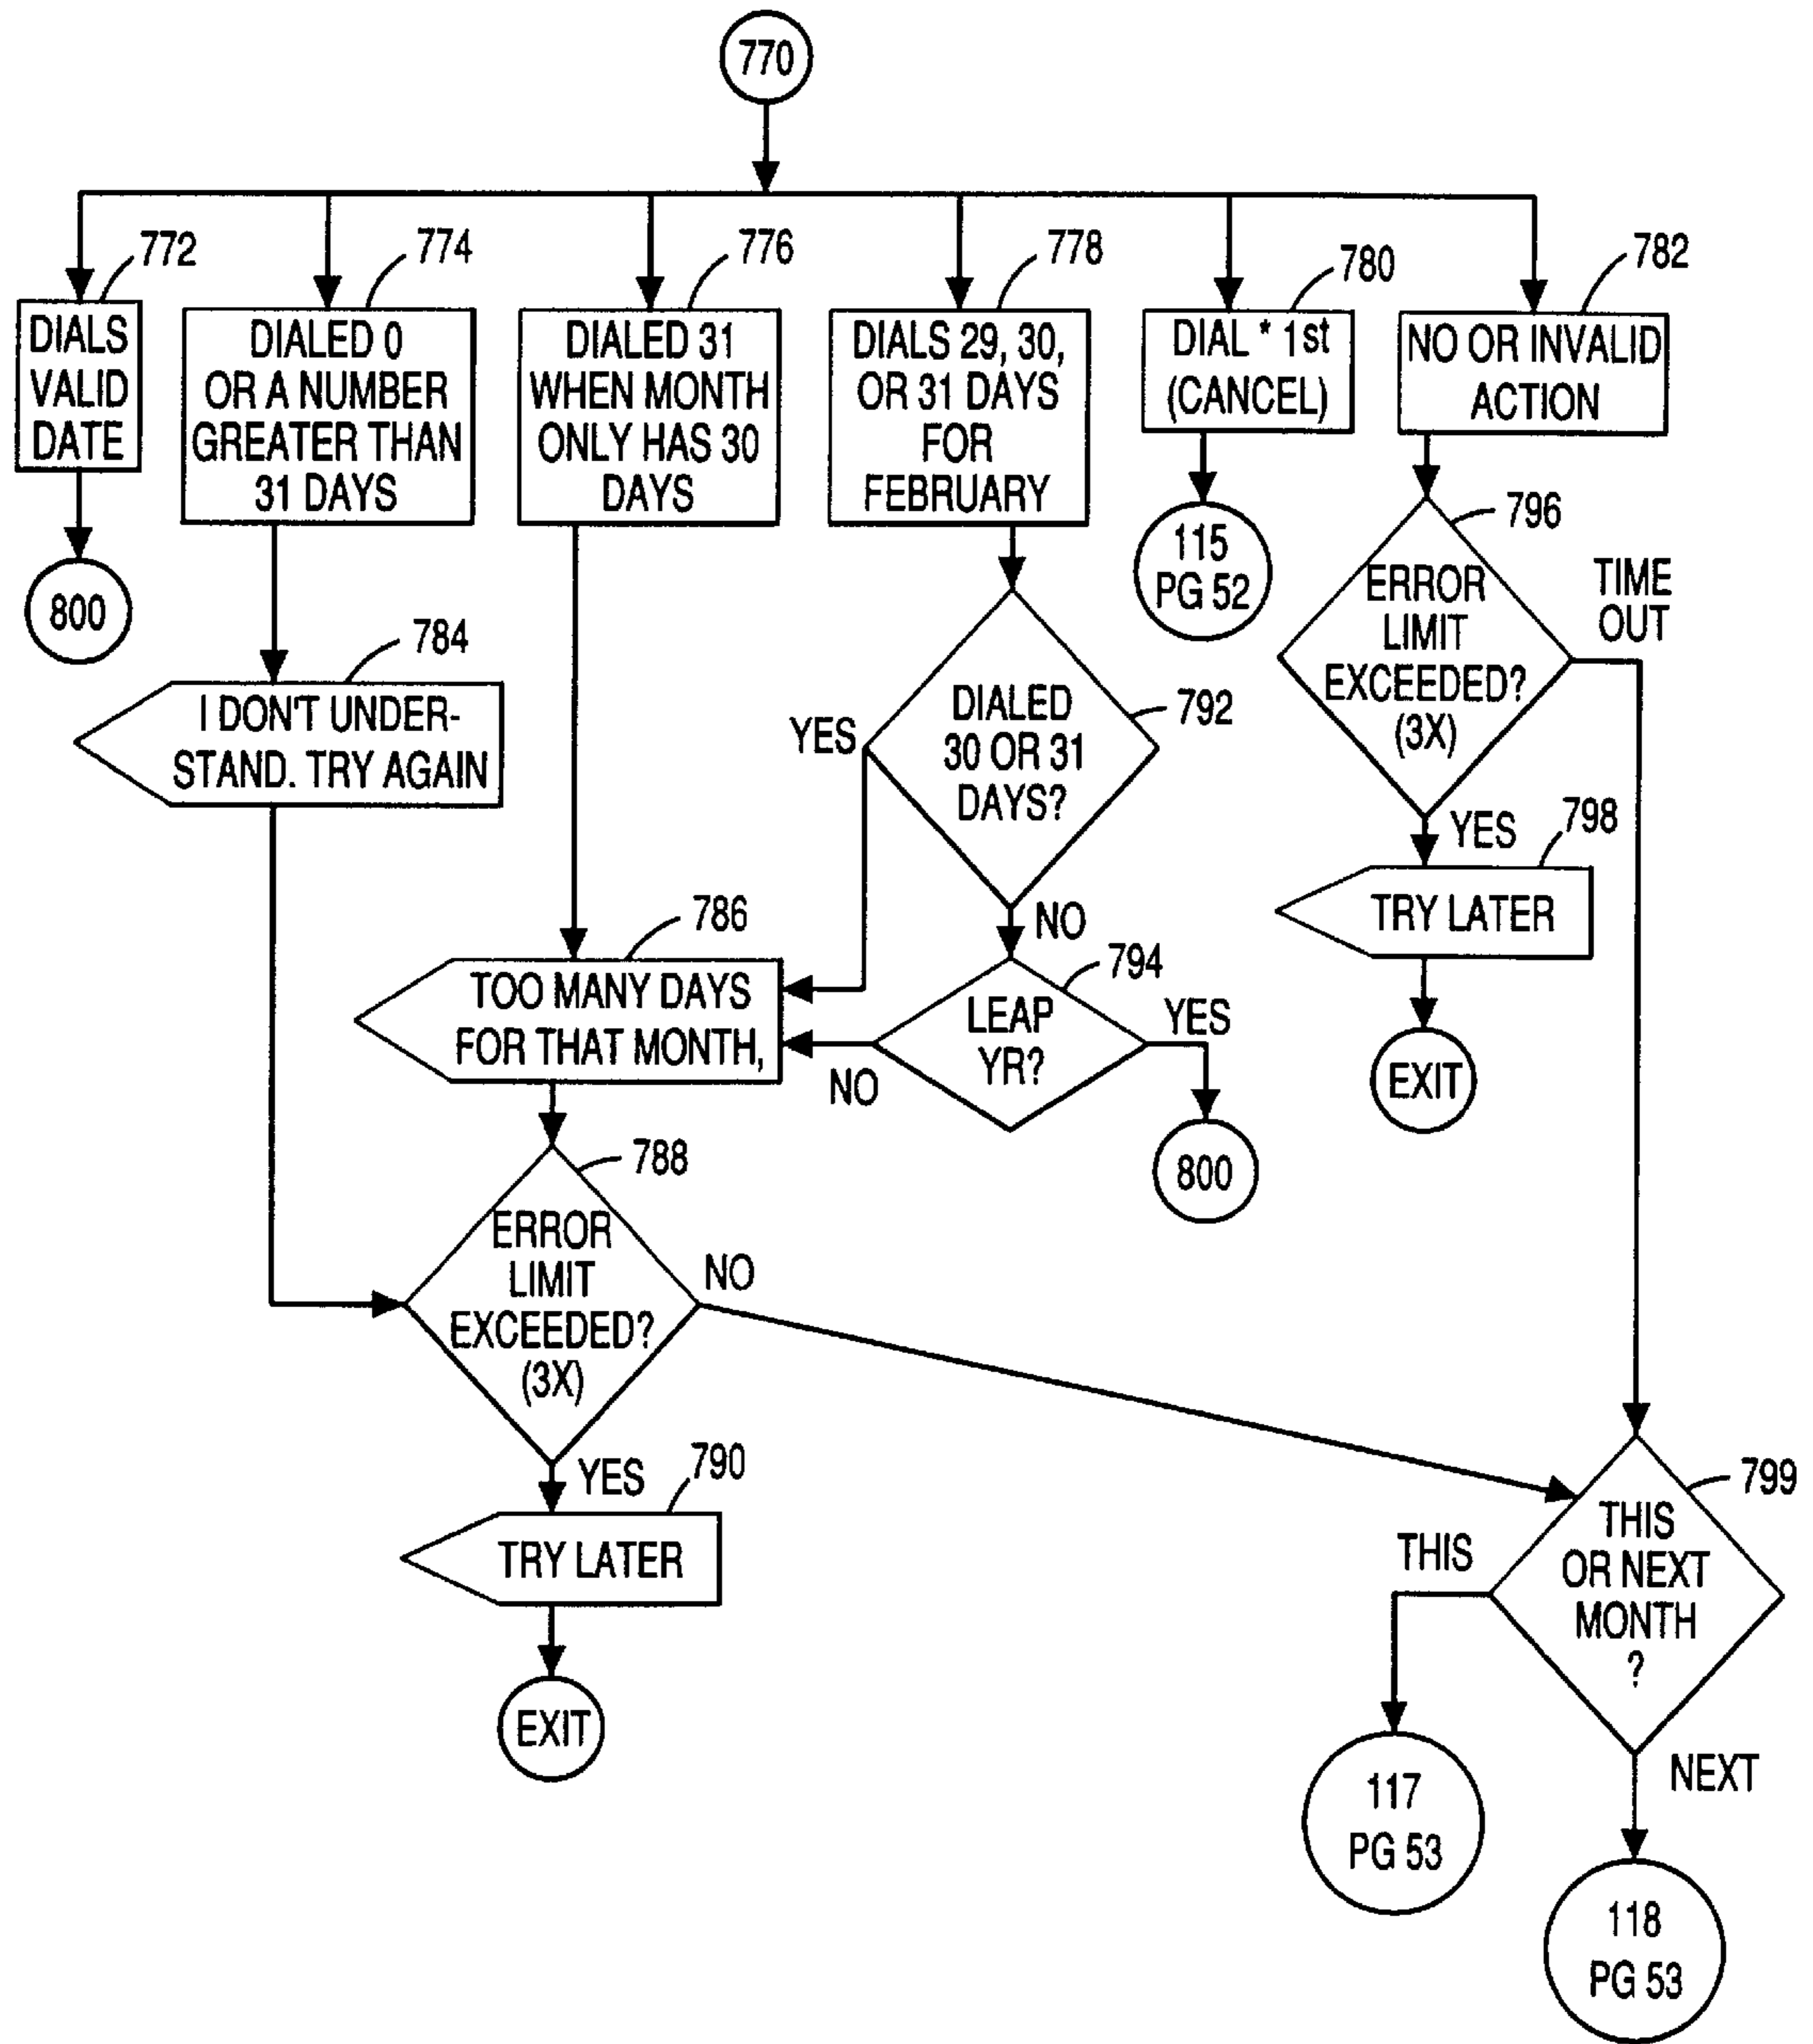 770
772
774
776
778
780
782
DIALS
VALID
DATE
DIALED 0
OR A NUMBER
GREATER THAN
31 DAYS
DIALED 31
WHEN MONTH
ONLY HAS 30
DAYS
DIALS 29, 30,
OR 31 DAYS
FOR
FEBRUARY
DIAL * 1st
(CANCEL)
NO OR INVALID
ACTION
800
115
PG 52
796
ERROR
LIMIT
EXCEEDED?
(3X)
TIME
OUT
784
I DON'T UNDER-
STAND. TRY AGAIN
792
DIALED
30 OR 31
DAYS?
YES
NO
YES
798
TRY LATER
EXIT
786
TOO MANY DAYS
FOR THAT MONTH,
794
LEAP
YR?
YES
NO
800
788
ERROR
LIMIT
EXCEEDED?
(3X)
NO
YES
790
TRY LATER
EXIT
799
THIS
OR NEXT
MONTH
?
THIS
NEXT
117
PG 53
118
PG 53